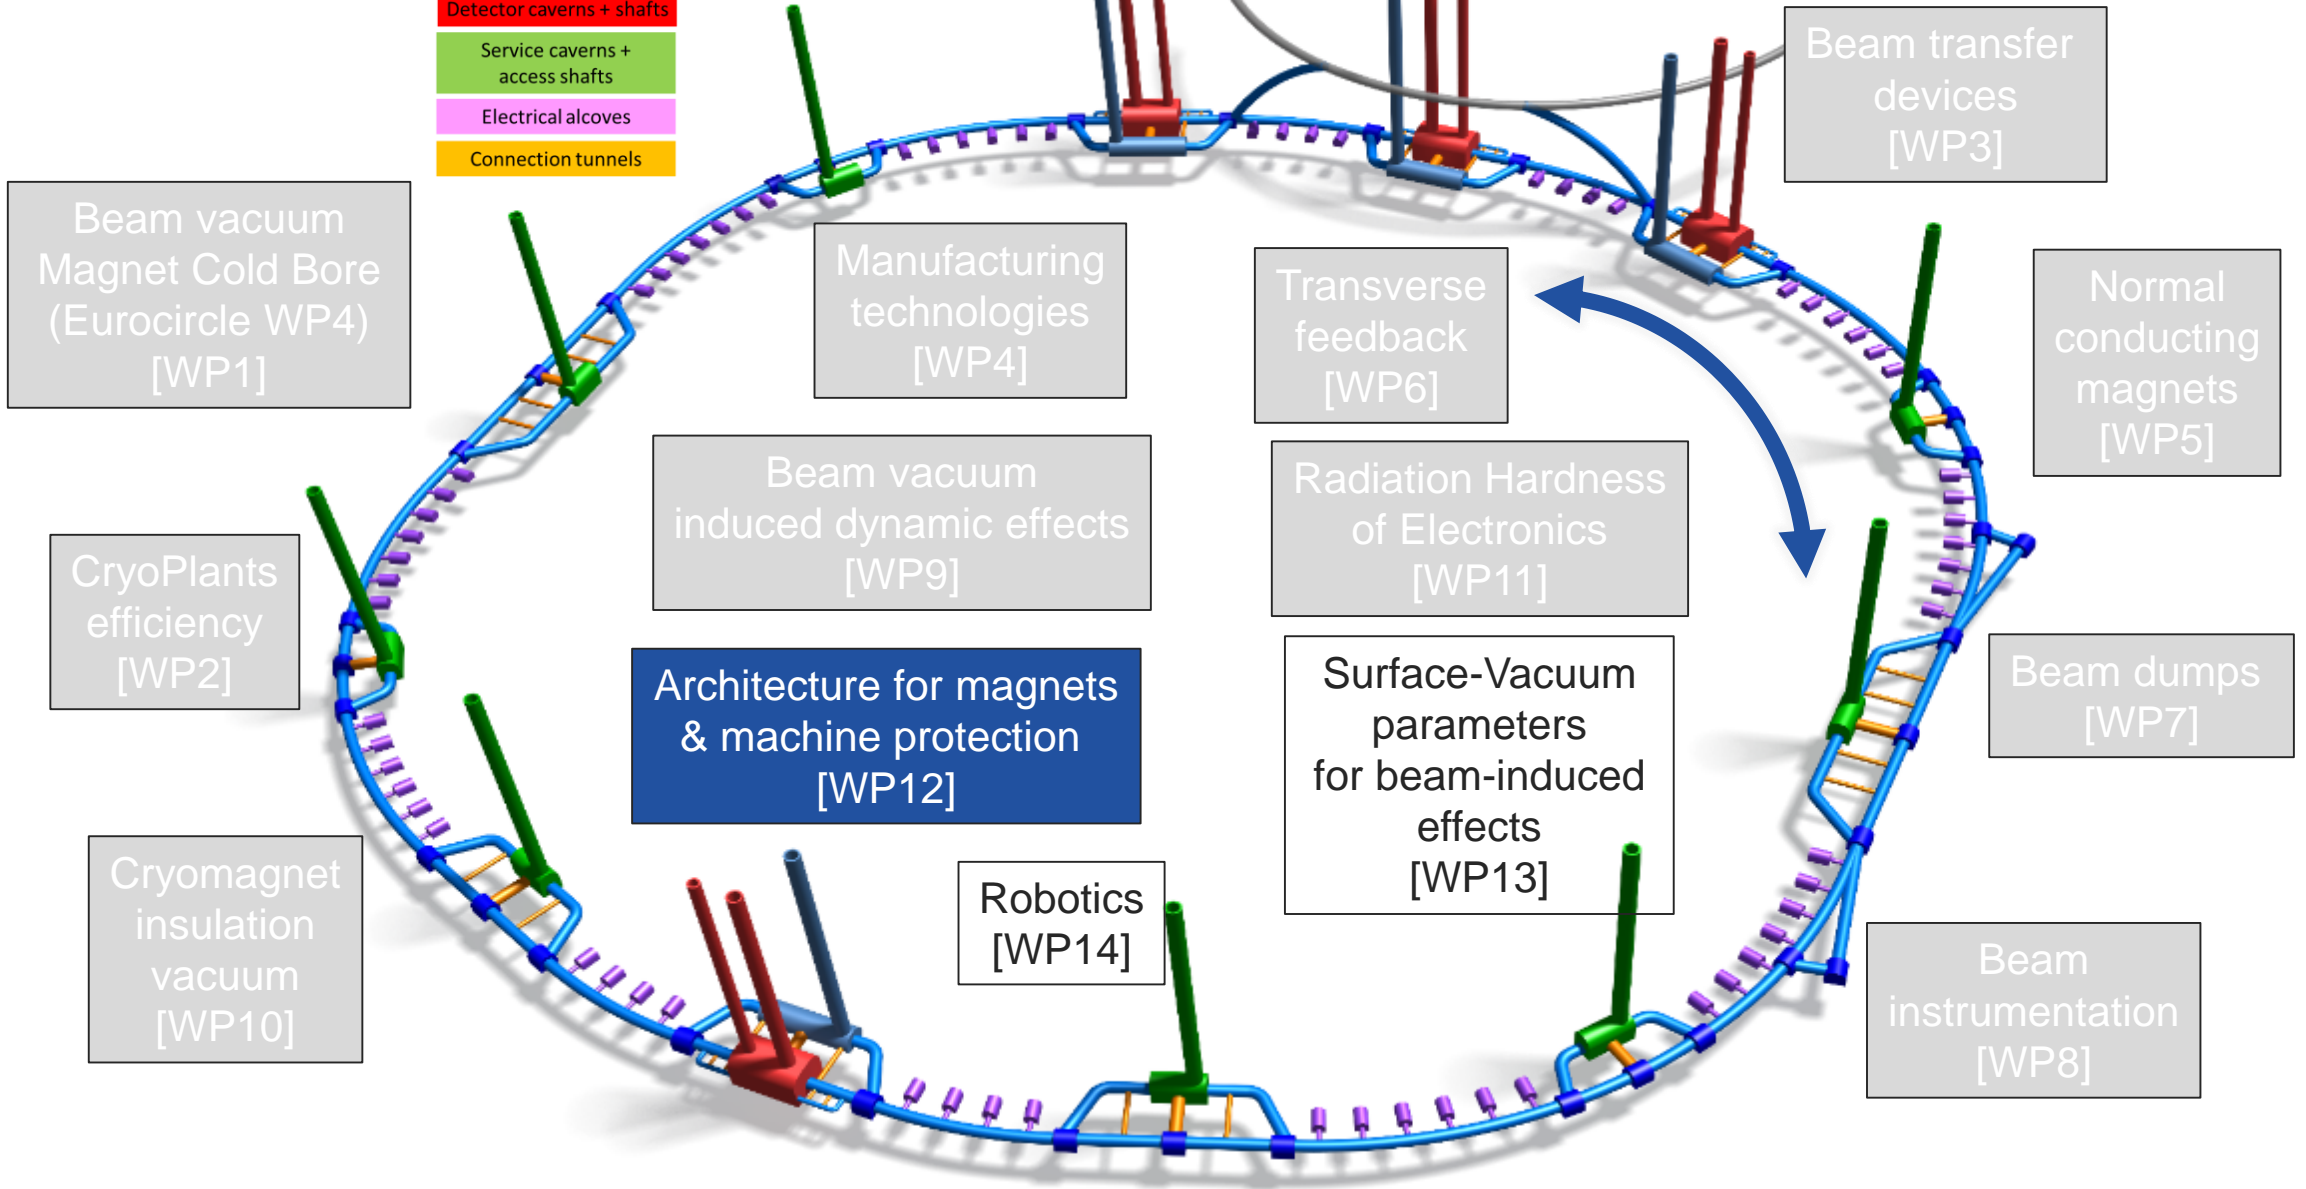 Detector caverns + shafts
Service caverns +
access shafts
Electrical alcoves
Connection tunnels
Beam transfer
devices
[WP3]
Beam vacuum
Magnet Cold Bore
(Eurocircle WP4)
[WP1]
Manufacturing
technologies
[WP4]
Transverse
feedback
[WP6]
Normal
conducting
magnets
[WP5]
Beam vacuum
induced dynamic effects
[WP9]
Radiation Hardness
of Electronics
[WP11]
CryoPlants
efficiency
[WP2]
Architecture for magnets
& machine protection
[WP12]
Surface-Vacuum
parameters
for beam-induced
effects
[WP13]
Beam dumps
[WP7]
Cryomagnet
insulation
vacuum
[WP10]
Robotics
[WP14]
Beam
instrumentation
[WP8]